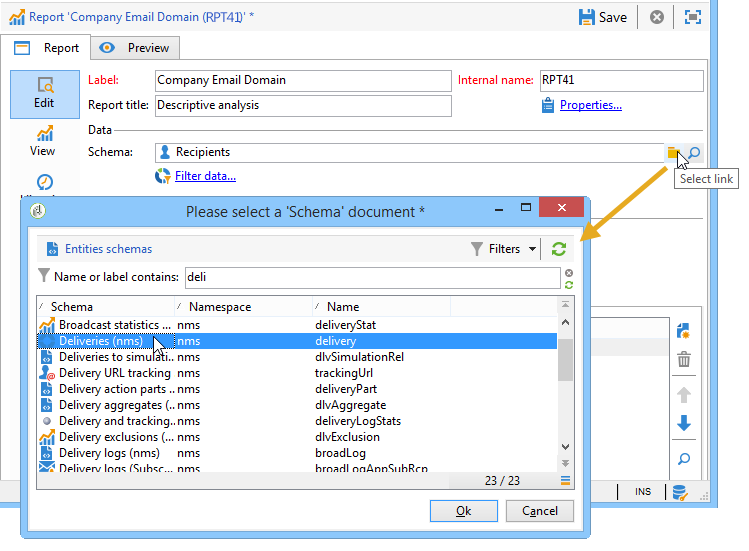 Report 'Company Email Domain (RPT41)' *
Save
Report
Preview
Edit
View
Label: Company Email Domain
Internal name: RPT41
Report title: Descriptive analysis
Properties...
Data
Schema: Recipients
Filter data...
Select link
Please select a 'Schema' document *
Entities schemas
Filters
Name or label contains: deli
Schema Namespace Name
Broadcast statistics ... nms deliveryStat
Deliveries (nms) nms delivery
Deliveries to simulati... nms dlvSimulationRel
Delivery URL tracking nms trackingUrl
Delivery action parts nms deliveryPart
Delivery aggregates (... nms dlvAggregate
Delivery and tracking... nms deliveryLogStats
Delivery exclusions (... nms dlvExclusion
Delivery logs (nms) nms broadLog
Delivery logs (Subsc... nms broadLogAppSubRcp
23 / 23
Ok
Cancel
INS